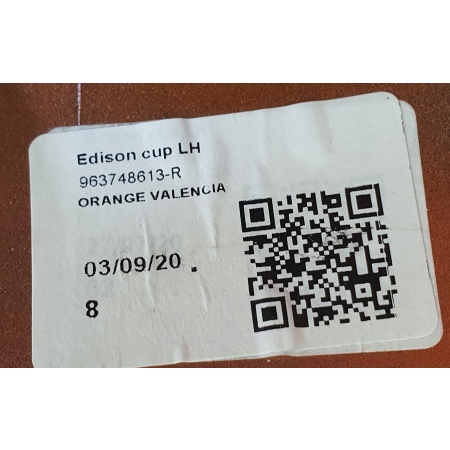 Edison cup LH
963748613-R
ORANGE VALENCIA
03/09/20 .
8